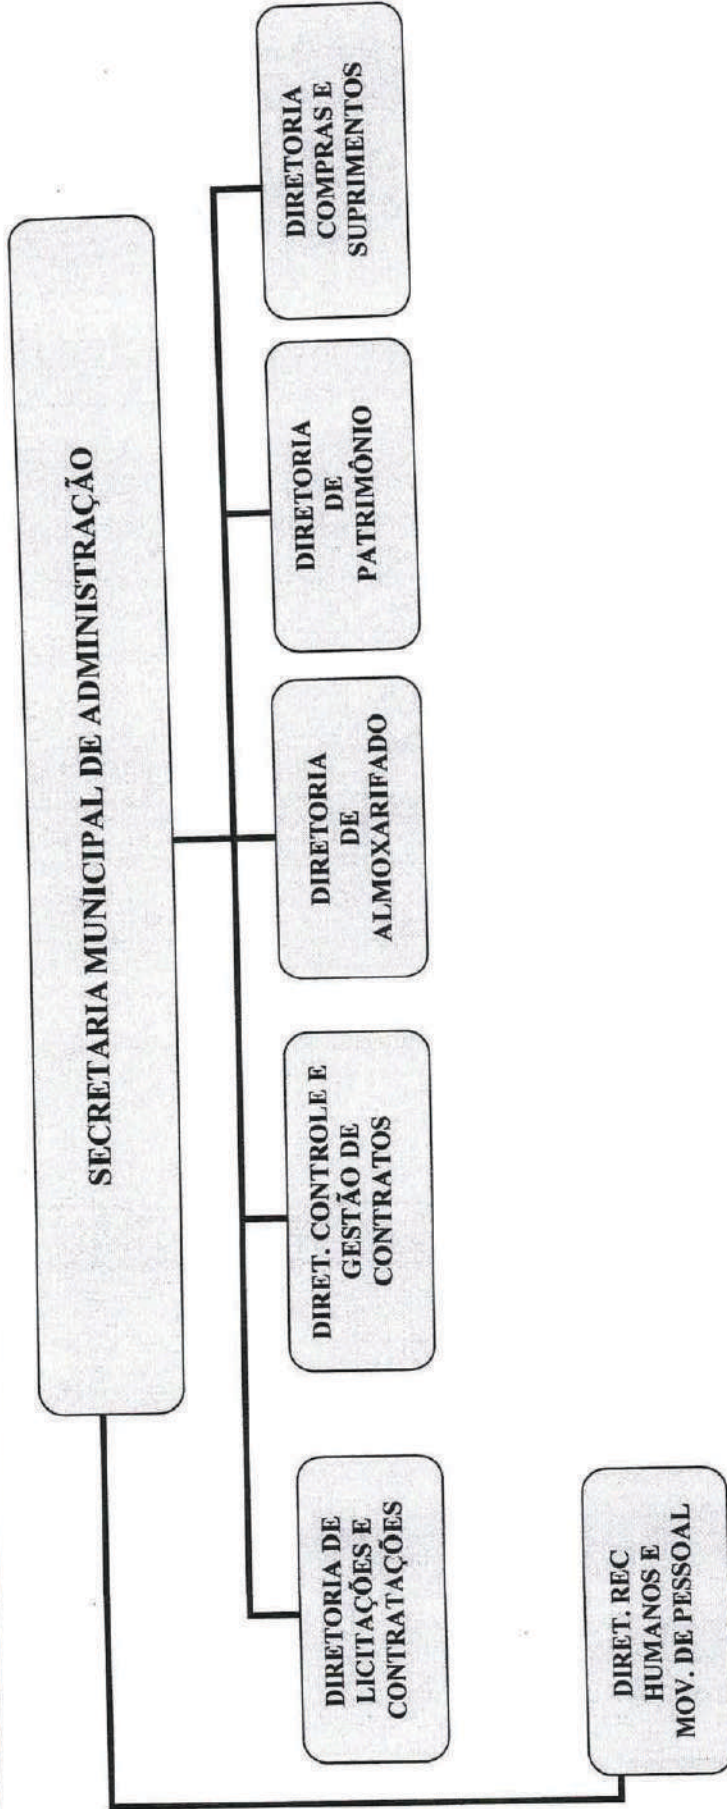 SECRETARIA MUNICIPAL DE ADMINISTRAÇÃO
DIRETORIA DE
LICITAÇÕES E
CONTRATAÇÕES
DIRET. CONTROLE E
GESTÃO DE
CONTRATOS
DIRETORIA
DE
ALMOXARIFADO
DIRETORIA
DE
PATRIMÔNIO
DIRETORIA
COMPRAS E
SUPRIMENTOS
DIRET. REC
HUMANOS E
MOV. DE PESSOAL